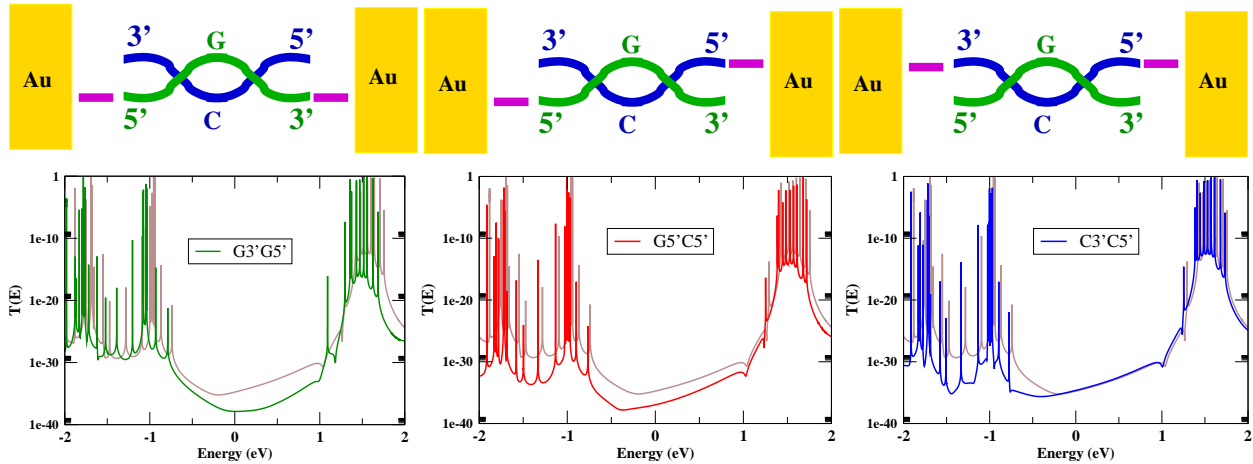 3’ G 5’
Au Au
5’ C 3’
3’ G 5’
Au Au
5’ C 3’
3’ G 5’
Au Au
5’ C 3’
1
1e-10
1e-20
1e-30
1e-40
T(E)
G3’G5’
-2 -1 0 1 2
Energy (eV)
1
1e-10
1e-20
1e-30
1e-40
T(E)
G5’C5’
-2 -1 0 1 2
Energy (eV)
1
1e-10
1e-20
1e-30
1e-40
T(E)
C3’C5’
-2 -1 0 1 2
Energy (eV)